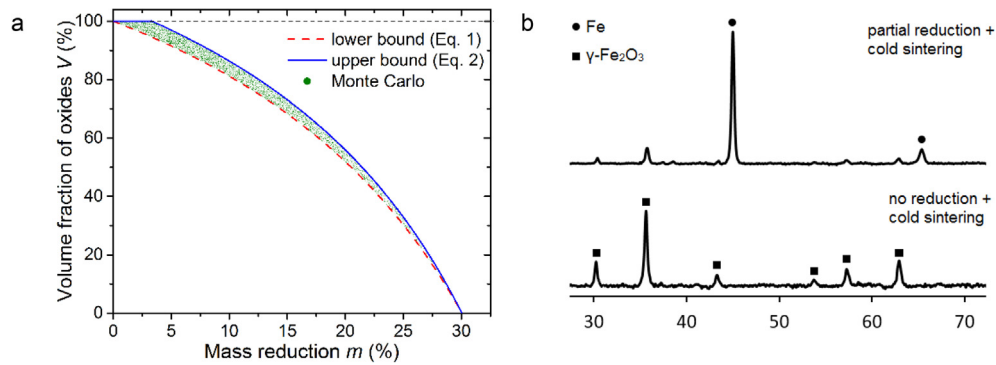 a
Volume fraction of oxides V (%)
100
80
60
40
20
0
lower bound (Eq. 1)
upper bound (Eq. 2)
Monte Carlo
0 5 10 15 20 25 30
Mass reduction m (%)
b
Fe
γ-Fe₂O₃
partial reduction +
cold sintering
no reduction +
cold sintering
30 40 50 60 70